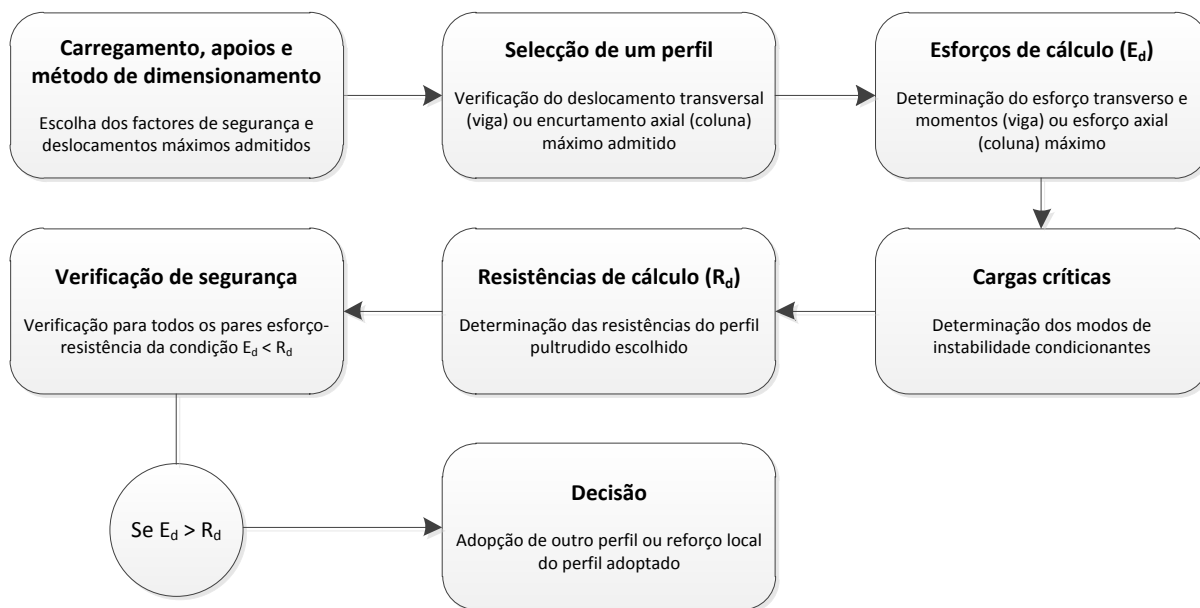 Carregamento, apoios e
método de dimensionamento
Escolha dos factores de segurança e
deslocamentos máximos admitidos
Selecção de um perfil
Verificação do deslocamento transversal
(viga) ou encurtamento axial (coluna)
máximo admitido
Esforços de cálculo (Ed)
Determinação do esforço transverso e
momentos (viga) ou esforço axial
(coluna) máximo
Cargas críticas
Determinação dos modos de
instabilidade condicionantes
Resistências de cálculo (Rd)
Determinação das resistências do perfil
pultrudido escolhido
Verificação de segurança
Verificação para todos os pares esforço-
resistência da condição Ed < Rd
Se Ed > Rd
Decisão
Adopção de outro perfil ou reforço local
do perfil adoptado